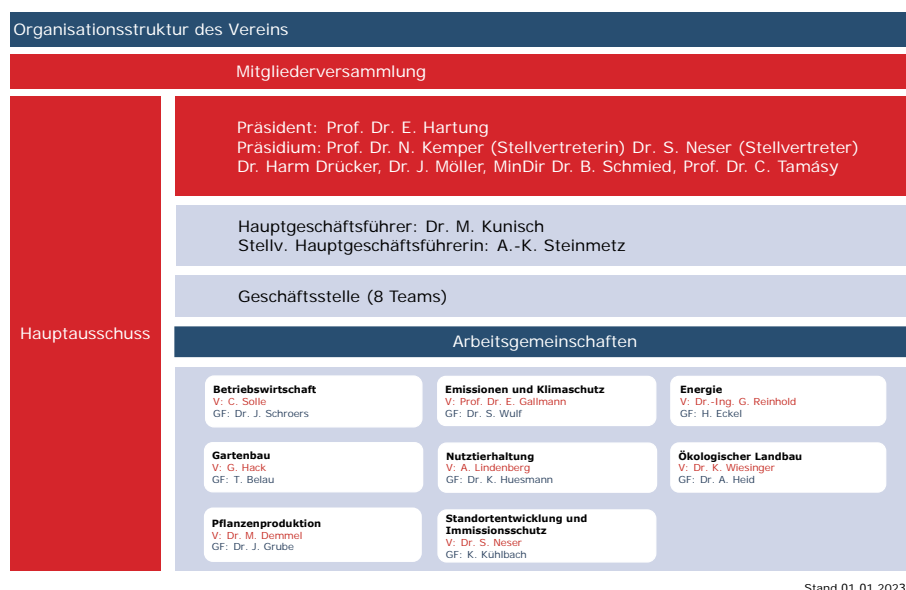 Organisationsstruktur des Vereins
Mitgliederversammlung
Präsident: Prof. Dr. E. Hartung
Präsidium: Prof. Dr. N. Kemper (Stellvertreterin) Dr. S. Neser (Stellvertreter)
Dr. Harm Drücker, Dr. J. Möller, MinDir Dr. B. Schmied, Prof. Dr. C. Tamásy
Hauptgeschäftsführer: Dr. M. Kunisch
Stellv. Hauptgeschäftsführerin: A.-K. Steinmetz
Geschäftsstelle (8 Teams)
Hauptausschuss
Arbeitsgemeinschaften
Betriebswirtschaft
V: C. Solle
GF: Dr. J. Schroers
Emissionen und Klimaschutz
V: Prof. Dr. E. Gallmann
GF: Dr. S. Wulf
Energie
V: Dr.-Ing. G. Reinhold
GF: H. Eckel
Gartenbau
V: G. Hack
GF: T. Belau
Nutztierhaltung
V: A. Lindenberg
GF: Dr. K. Huesmann
Ökologischer Landbau
V: Dr. K. Wiesinger
GF: Dr. A. Heid
Pflanzenproduktion
V: Dr. M. Demmel
GF: Dr. J. Grube
Standortentwicklung und
Immissionsschutz
V: Dr. S. Neser
GF: K. Kühlbach
Stand 01.01.2023